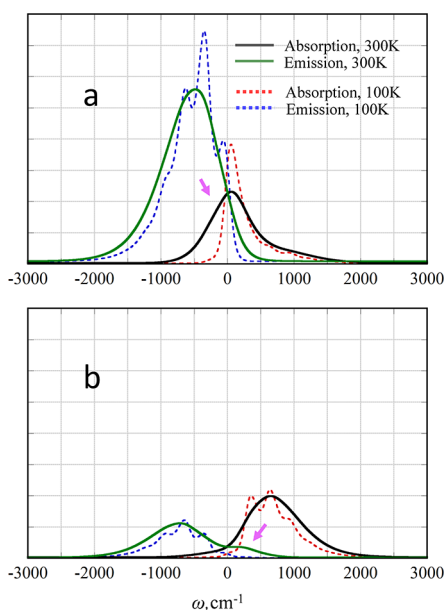 a
Absorption, 300K
Emission, 300K
Absorption, 100K
Emission, 100K
-3000 -2000 -1000 0 1000 2000 3000
b
-3000 -2000 -1000 0 1000 2000 3000
ω, cm⁻¹